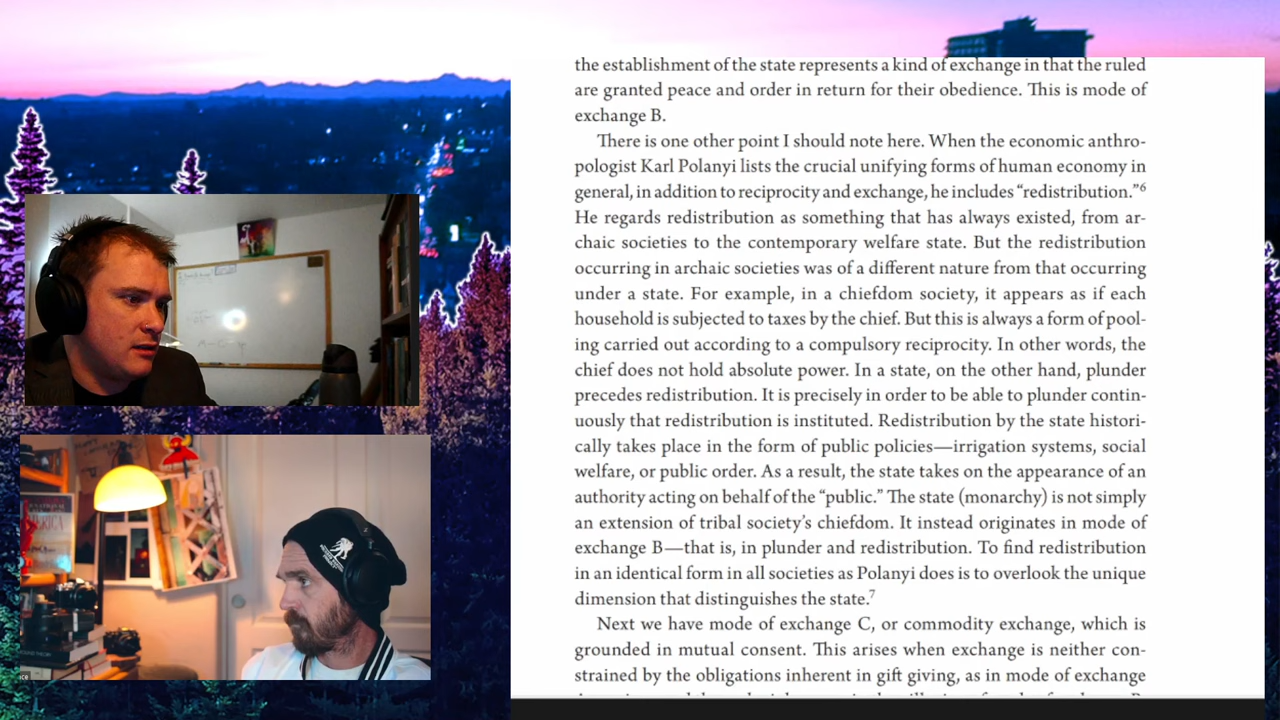 the establishment of the state represents a kind of exchange in that the ruled
are granted peace and order in return for their obedience. This is mode of
exchange B.
There is one other point I should note here. When the economic anthro-
pologist Karl Polanyi lists the crucial unifying forms of human economy in
general, in addition to reciprocity and exchange, he includes “redistribution.”6
He regards redistribution as something that has always existed, from ar-
chaic societies to the contemporary welfare state. But the redistribution
occurring in archaic societies was of a different nature from that occurring
under a state. For example, in a chiefdom society, it appears as if each
household is subjected to taxes by the chief. But this is always a form of pool-
ing carried out according to a compulsory reciprocity. In other words, the
chief does not hold absolute power. In a state, on the other hand, plunder
precedes redistribution. It is precisely in order to be able to plunder contin-
uously that redistribution is instituted. Redistribution by the state histori-
cally takes place in the form of public policies—irrigation systems, social
welfare, or public order. As a result, the state takes on the appearance of an
authority acting on behalf of the “public.” The state (monarchy) is not simply
an extension of tribal society’s chiefdom. It instead originates in mode of
exchange B—that is, in plunder and redistribution. To find redistribution
in an identical form in all societies as Polanyi does is to overlook the unique
dimension that distinguishes the state.7
Next we have mode of exchange C, or commodity exchange, which is
grounded in mutual consent. This arises when exchange is neither con-
strained by the obligations inherent in gift giving, as in mode of exchange